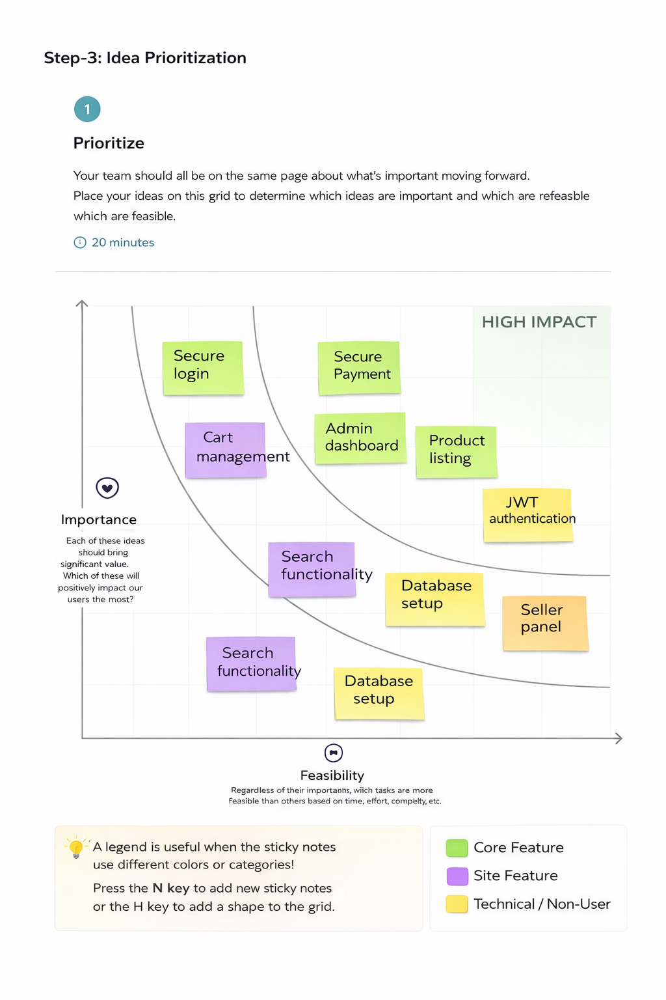 Step-3: Idea Prioritization
1
Prioritize
Your team should all be on the same page about what's important moving forward.
Place your ideas on this grid to determine which ideas are important and which are refeasble
which are feasible.
20 minutes
HIGH IMPACT
Secure
login
Secure
Payment
Cart
management
Admin
dashboard
Product
listing
JWT
authentication
Importance
Each of these ideas
should bring
significant value.
Which of these will
positively impact our
users the most?
Search
functionality
Database
setup
Seller
panel
Search
functionality
Database
setup
Feasibility
Regardless of their tasks are more
Feasible than others based on time, effort, etc.
A legend is useful when the sticky notes
use different colors or categories!
Press the N key to add new sticky notes
or the H key to add a shape to the grid.
Core Feature
Site Feature
Technical / Non-User